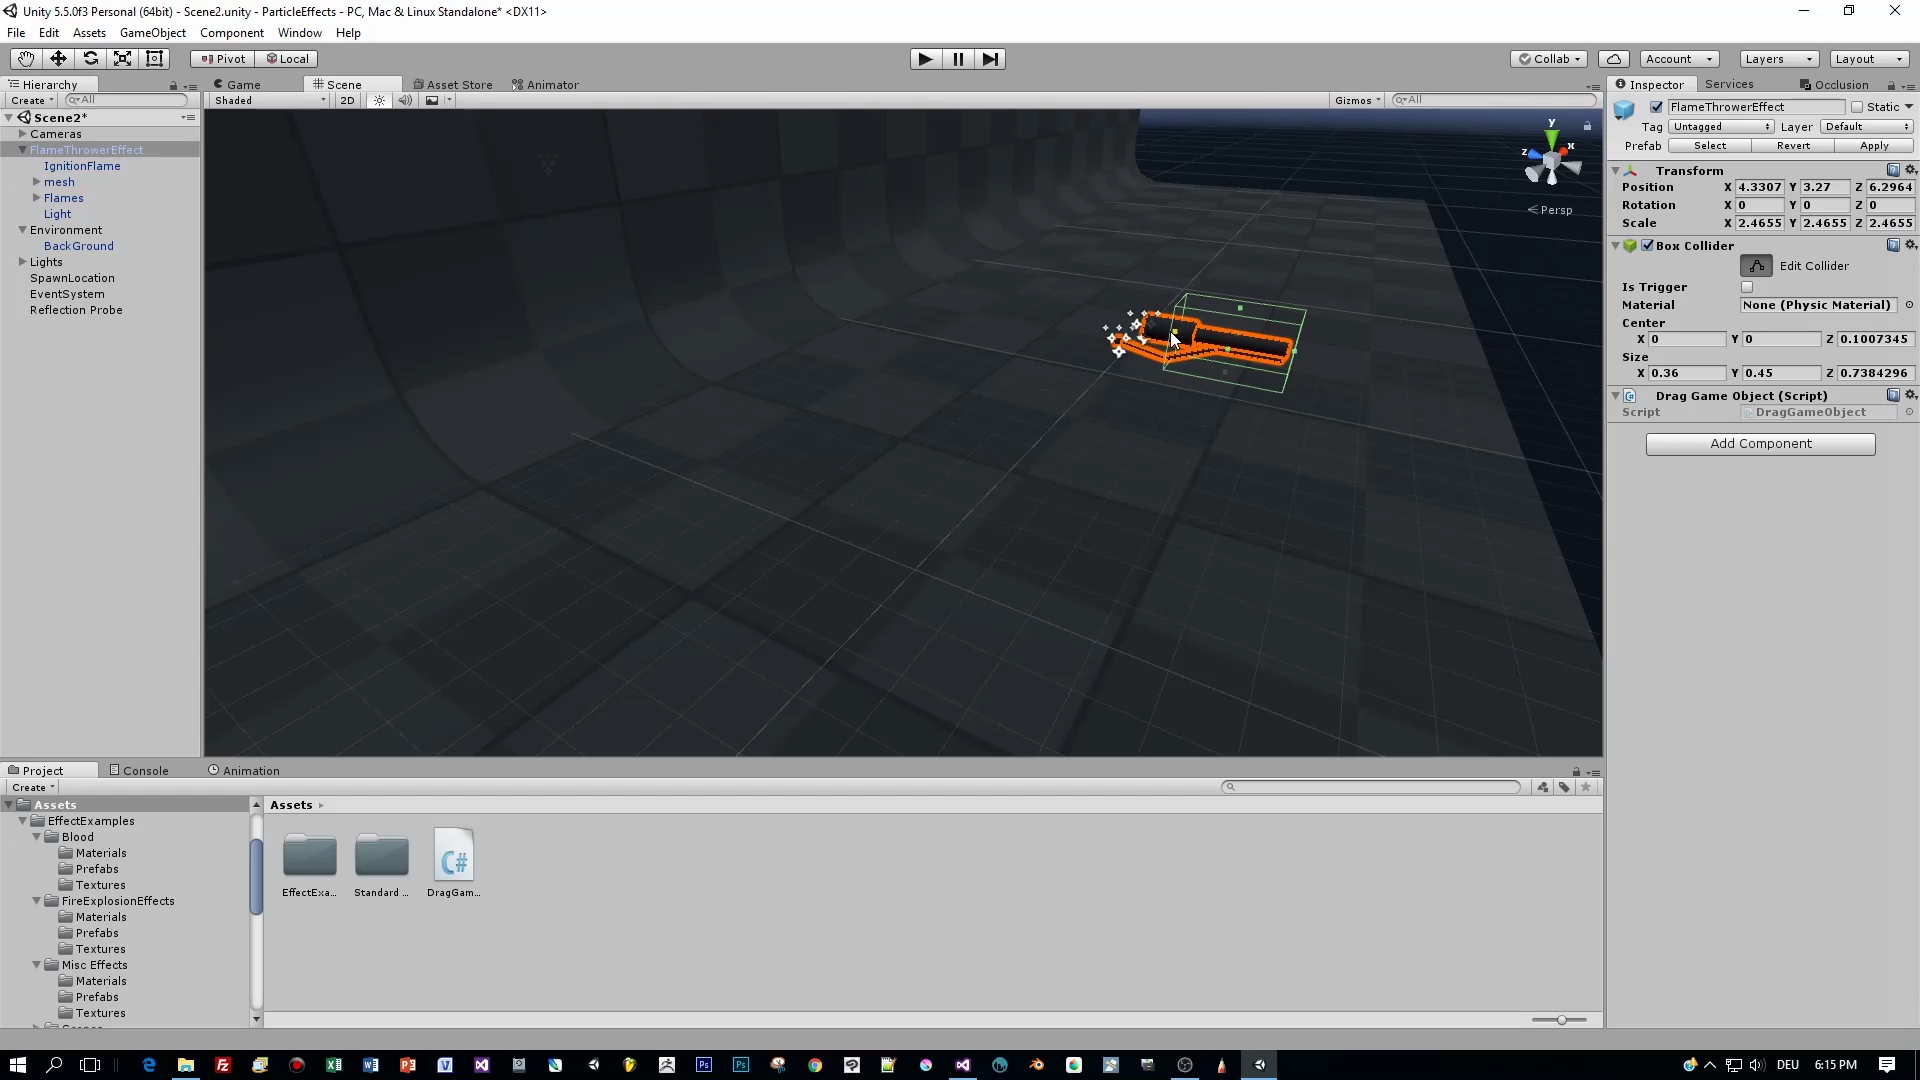 Unity 5.5.0f3 Personal (64bit) - Scene2.unity - ParticleEffects - PC, Mac & Linux Standalone* <DX11>
File Edit Assets GameObject Component Window Help
Pivot Local Collab Account Layers Layout
Hierarchy Game Scene Asset Store Animator Inspector Services Occlusion
Create All Shaded 2D Gizmos All
Scene2*
Cameras
FlameThrowerEffect
IgnitionFlame
mesh
Flames
Light
Environment
BackGround
Lights
SpawnLocation
EventSystem
Reflection Probe
y
z
x
Persp
FlameThrowerEffect Static
Tag Untagged Layer Default
Prefab Select Revert Apply
Transform
Position X 4.3307 Y 3.27 Z 6.2964
Rotation X 0 Y 0 Z 0
Scale X 2.4655 Y 2.4655 Z 2.4655
Box Collider
Edit Collider
Is Trigger
Material None (Physic Material)
Center
X 0 Y 0 Z 0.1007345
Size
X 0.36 Y 0.45 Z 0.7384296
Drag Game Object (Script)
Script DragGameObject
Add Component
Project Console Animation
Create
Assets
EffectExamples
Blood
Materials
Prefabs
Textures
FireExplosionEffects
Materials
Prefabs
Textures
Misc Effects
Materials
Prefabs
Textures
Assets
C#
EffectExa... Standard ... DragGam...
DEU 6:15 PM